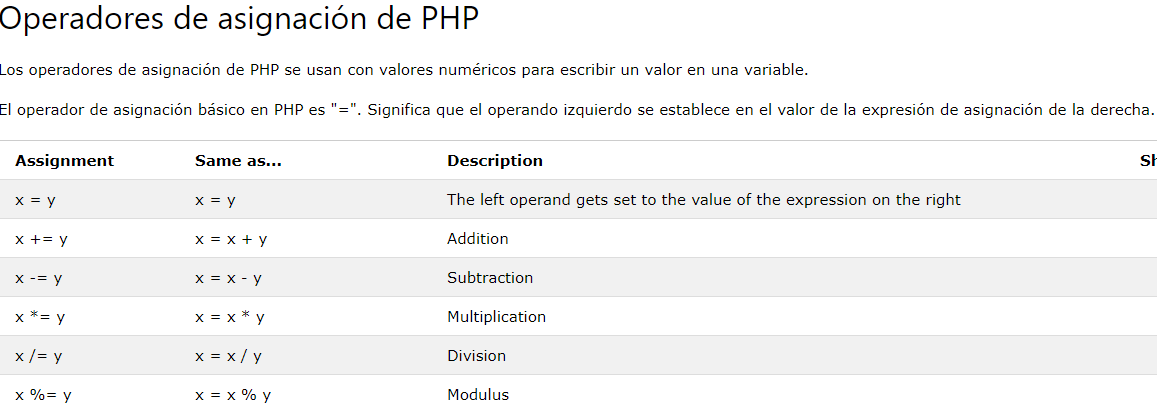 Operadores de asignación de PHP
Los operadores de asignación de PHP se usan con valores numéricos para escribir un valor en una variable.
El operador de asignación básico en PHP es "=". Significa que el operando izquierdo se establece en el valor de la expresión de asignación de la derecha.
Assignment Same as... Description Sh
x = y x = y The left operand gets set to the value of the expression on the right
x += y x = x + y Addition
x -= y x = x - y Subtraction
x *= y x = x * y Multiplication
x /= y x = x / y Division
x %= y x = x % y Modulus